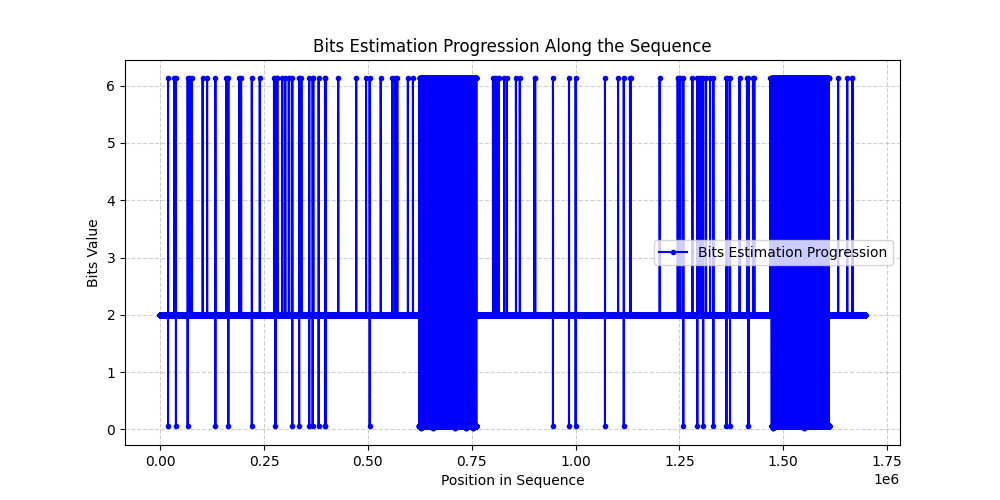 Bits Estimation Progression Along the Sequence
6
5
4
3
2
1
0
Bits Value
Bits Estimation Progression
0.00 0.25 0.50 0.75 1.00 1.25 1.50 1.75
1e6
Position in Sequence